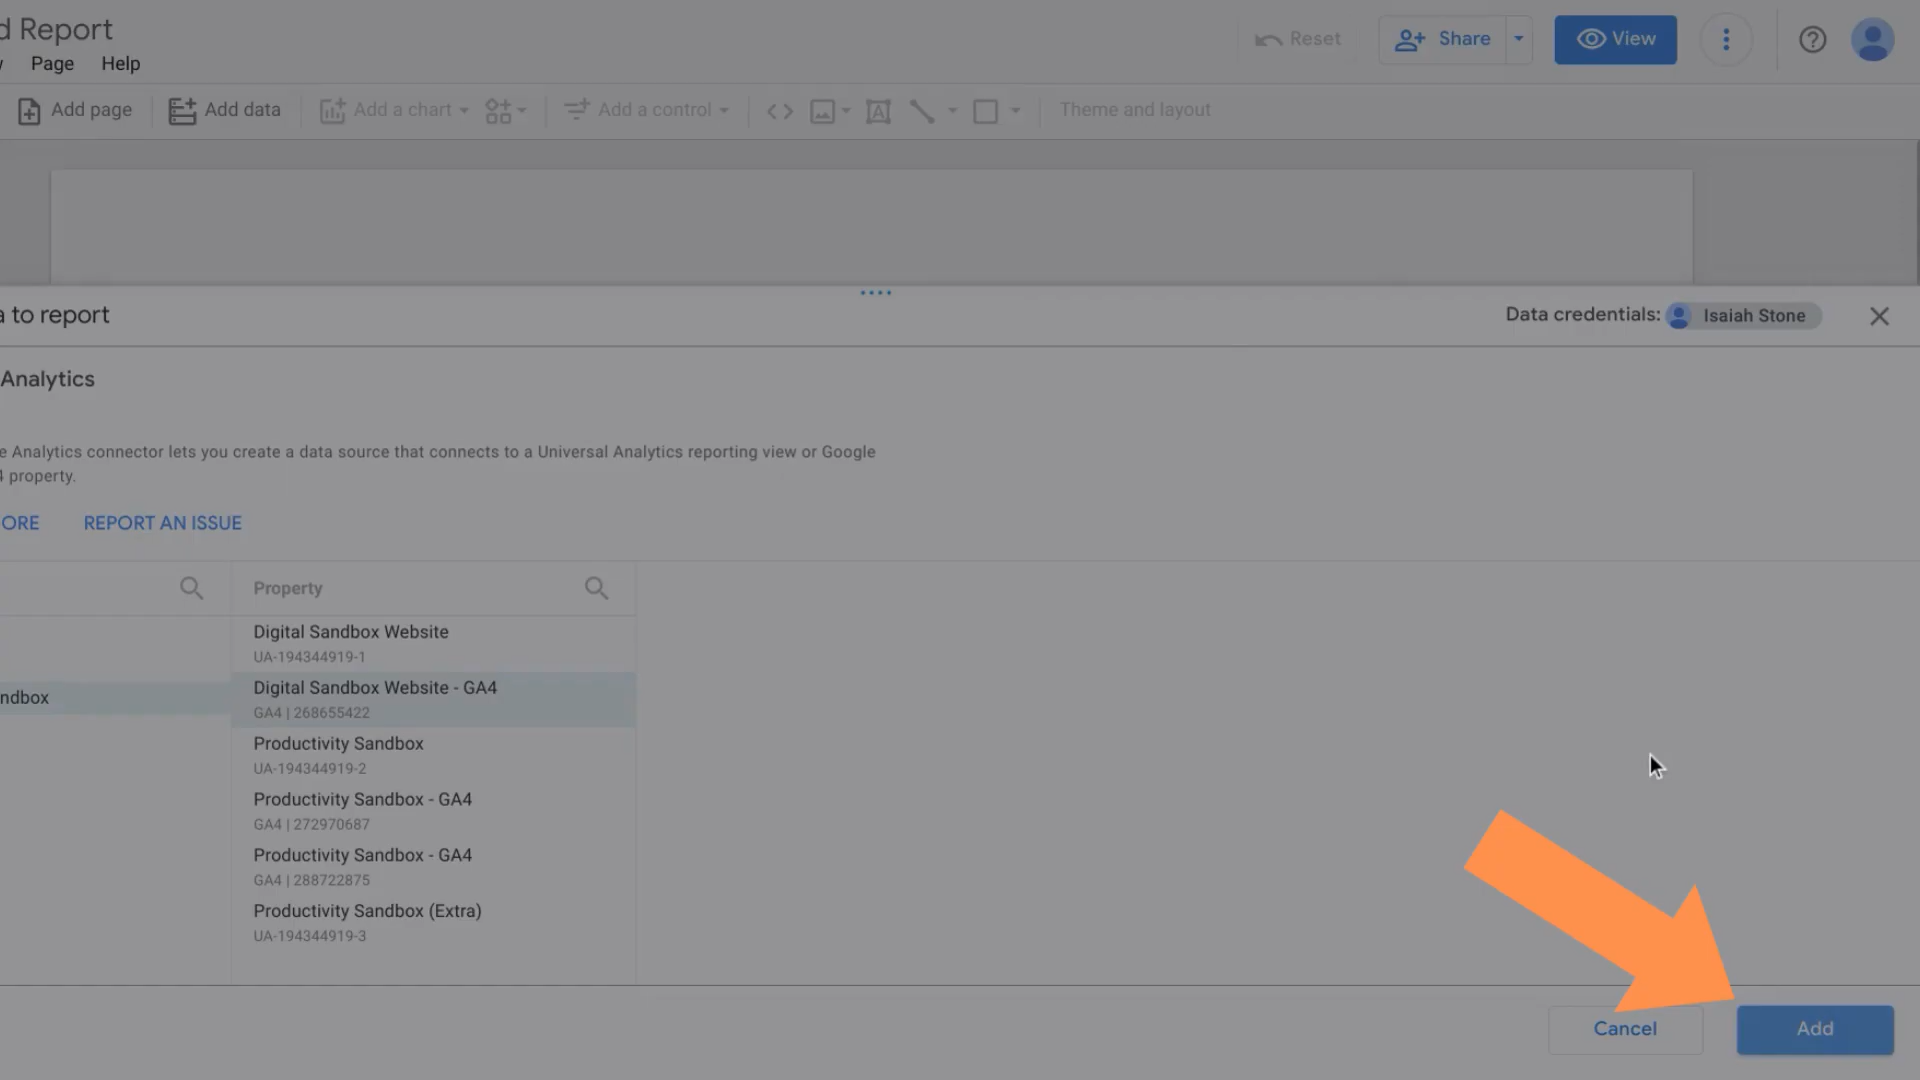 d Report
Reset
Share
View
Page Help
Add page
Add data
Add a chart
Add a control
Theme and layout
a to report
Data credentials:
Isaiah Stone
Analytics
e Analytics connector lets you create a data source that connects to a Universal Analytics reporting view or Google
4 property.
ORE
REPORT AN ISSUE
Property
Digital Sandbox Website
UA-194344919-1
ndbox
Digital Sandbox Website - GA4
GA4 | 268655422
Productivity Sandbox
UA-194344919-2
Productivity Sandbox - GA4
GA4 | 272970687
Productivity Sandbox - GA4
GA4 | 288722875
Productivity Sandbox (Extra)
UA-194344919-3
Cancel
Add